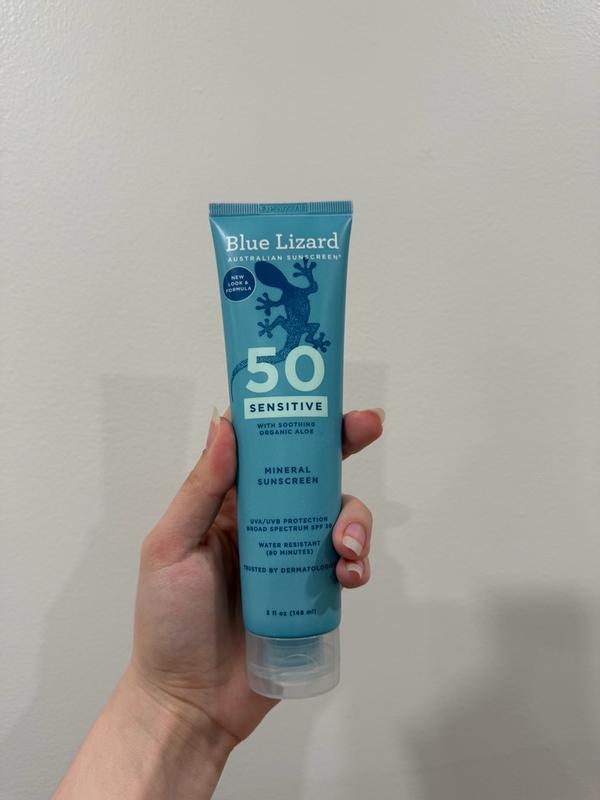 Blue Lizard
AUSTRALIAN SUNSCREEN®
NEW
LOOK &
FORMULA
50
SENSITIVE
WITH SOOTHING
ORGANIC ALOE
MINERAL
SUNSCREEN
UVA/UVB PROTECTION
BROAD SPECTRUM SPF 50
WATER RESISTANT
(80 MINUTES)
TRUSTED BY
5 fl oz (148 ml)